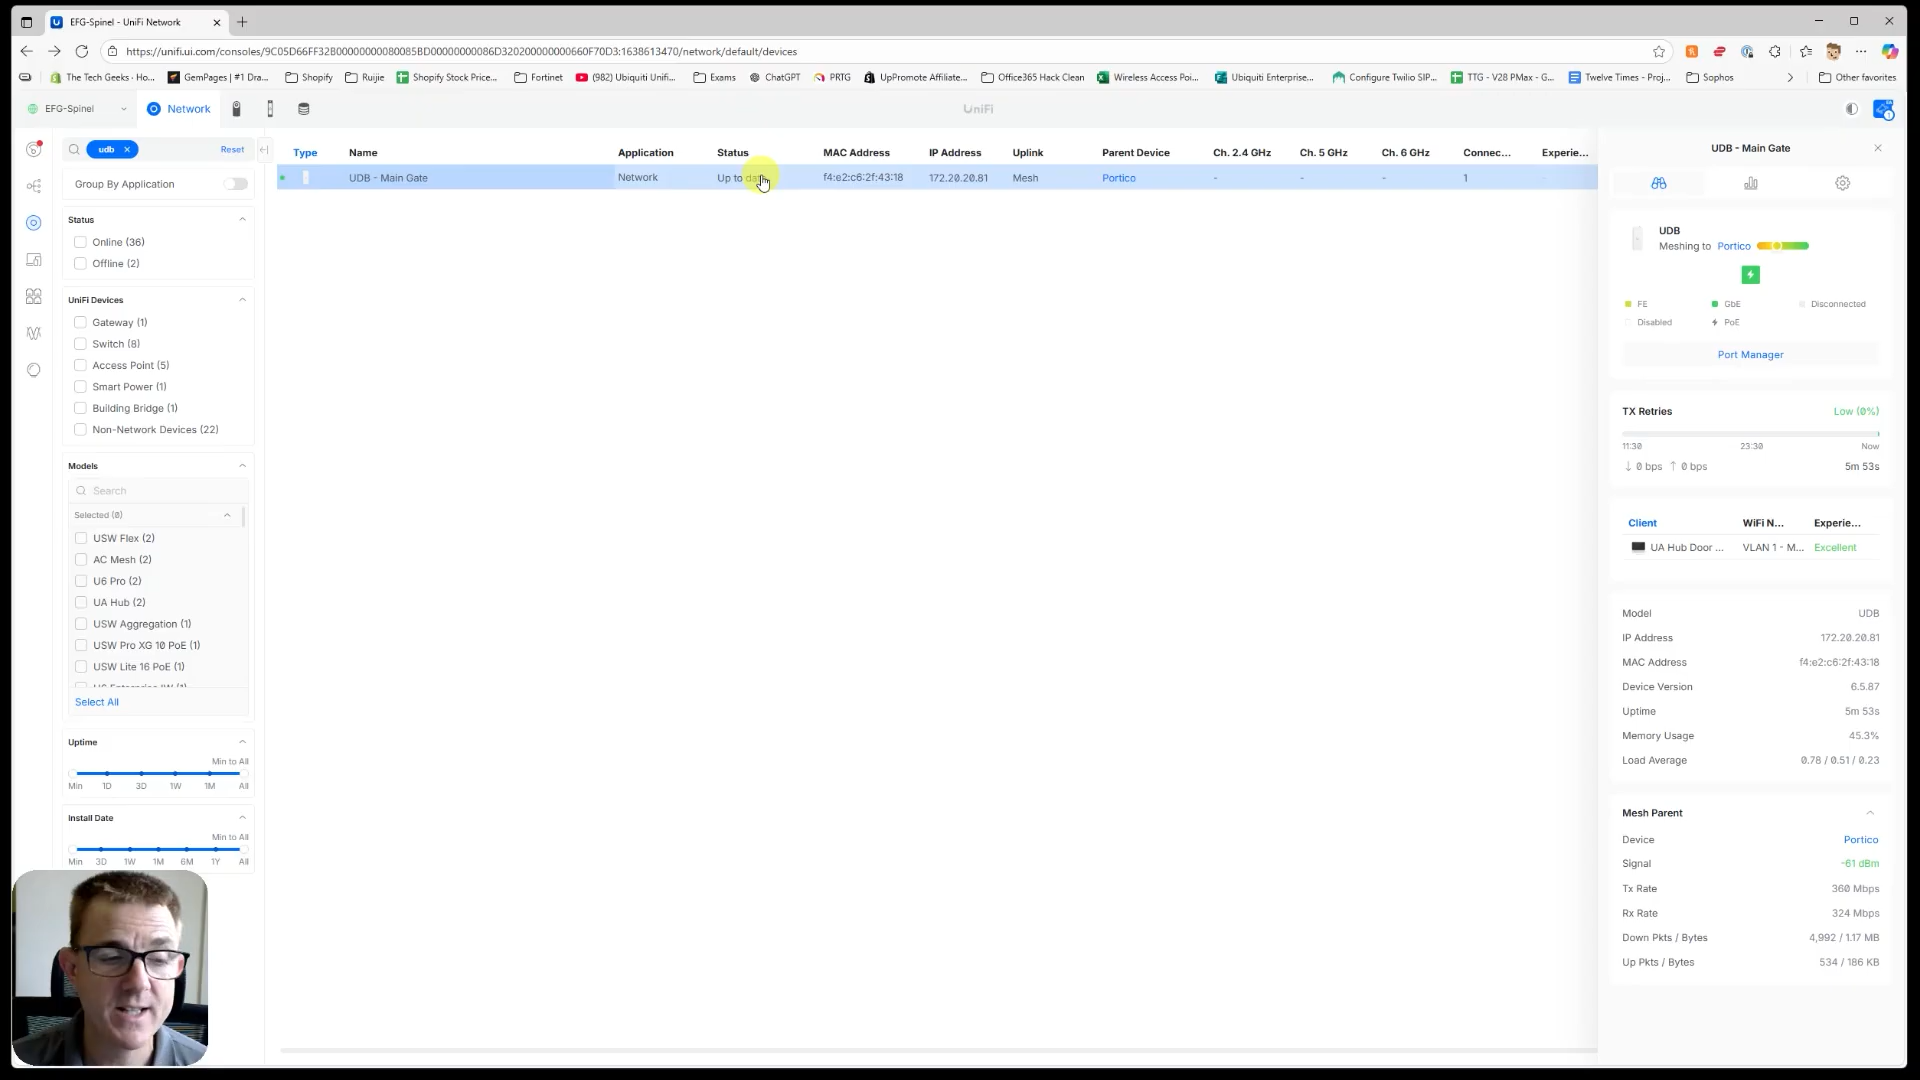 EFG-Spinel - UniFi Network
https://unifi.ui.com/consoles/9C05D66FF32B00000000080085BD00000000086D320200000000660F70D3:1638613470/network/default/devices
The Tech Geeks - Ho...
GemPages | #1 Dra...
Shopify
Ruijie
Shopify Stock Price...
Fortinet
(982) Ubiquiti Unifi...
Exams
ChatGPT
PRTG
UpPromote Affiliate...
Office365 Hack Clean
Wireless Access Poi...
Ubiquiti Enterprise...
Configure Twilio SIP...
TTG - V28 PMax - G...
Twelve Times - Proj...
Sophos
Other favorites
EFG-Spinel
Network
UniFi
udb
Reset
Group By Application
Status
Online (36)
Offline (2)
UniFi Devices
Gateway (1)
Switch (8)
Access Point (5)
Smart Power (1)
Building Bridge (1)
Non-Network Devices (22)
Models
Search
Selected (0)
USW Flex (2)
AC Mesh (2)
U6 Pro (2)
UA Hub (2)
USW Aggregation (1)
USW Pro XG 10 PoE (1)
USW Lite 16 PoE (1)
Select All
Uptime
Min to All
Min 1D 3D 1W 1M All
Install Date
Min to All
Min 3D 1W 1M 6M 1Y All
Type Name Application Status MAC Address IP Address Uplink Parent Device Ch. 2.4 GHz Ch. 5 GHz Ch. 6 GHz Connec... Experie...
UDB - Main Gate Network Up to MAC f4:e2:c6:2f:43:18 172.20.20.81 Mesh Portico - - - 1 -
UDB - Main Gate
UDB
Meshing to Portico
FE GbE Disconnected
Disabled PoE
Port Manager
TX Retries Low (0%)
11:30 23:30 Now
↓ 0 bps ↑ 0 bps 5m 53s
Client WiFi N... Experie...
UA Hub Door ... VLAN 1 - M... Excellent
Model UDB
IP Address 172.20.20.81
MAC Address f4:e2:c6:2f:43:18
Device Version 6.5.87
Uptime 5m 53s
Memory Usage 45.3%
Load Average 0.78 / 0.51 / 0.23
Mesh Parent
Device Portico
Signal -61 dBm
Tx Rate 360 Mbps
Rx Rate 324 Mbps
Down Pkts / Bytes 4,992 / 1.17 MB
Up Pkts / Bytes 534 / 186 KB